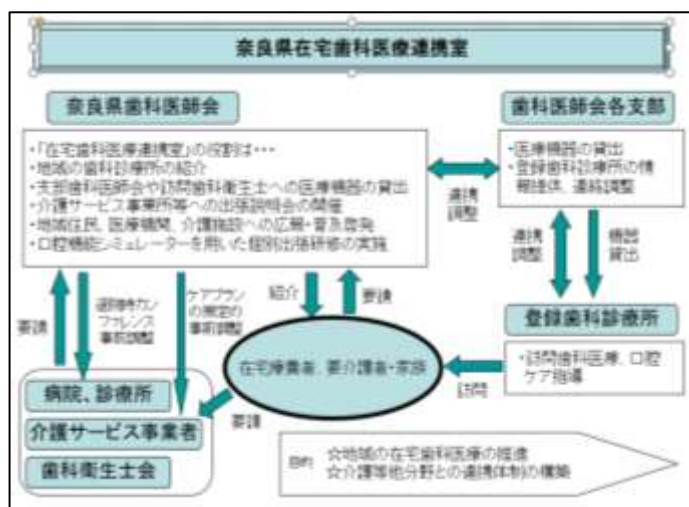 奈良県在宅歯科医療連携室
奈良県歯科医師会
・「在宅歯科医療連携室」の役割は・・・
・地域の歯科診療所の紹介
・支部歯科医師会や訪問歯科衛生士への医療機器の貸出
・介護サービス事業所等への出張説明会の開催
・地域住民、医療機関、介護施設への広報・普及啓発
・口腔機能シミュレーターを用いた個別出張研修の実施
歯科医師会各支部
・医療機器の貸出
・登録歯科診療所の情
報提供、連絡調整
連携
調整
連携
調整
機器
貸出
登録歯科診療所
・訪問歯科医療、口腔
ケア指導
要請
退院時カン
ファレンス
事前調整
ケアプラン
の策定の
事前調整
紹介
要請
在宅療養者、要介護者・家族
訪問
要請
病院、診療所
介護サービス事業者
歯科衛生士会
目的
☆地域の在宅歯科医療の推進
☆介護等他分野との連携体制の構築